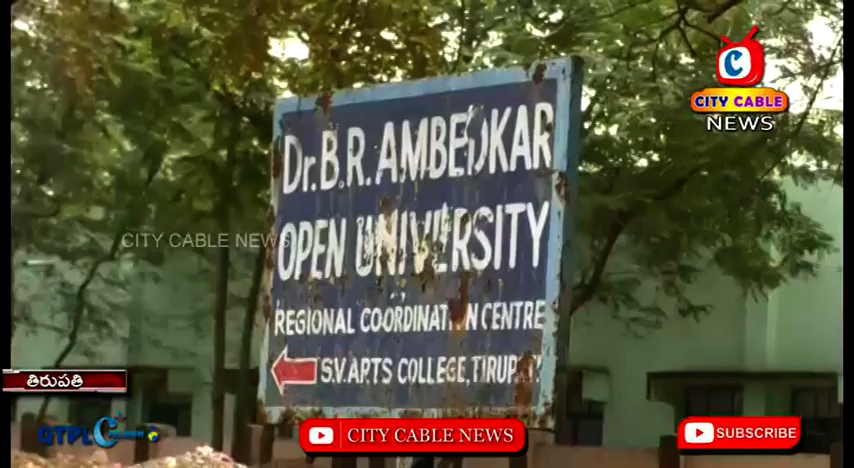 C
CITY CABLE
NEWS
Dr. B.R. AMBEDKAR
OPEN UNIVERSITY
REGIONAL COORDINATION CENTRE
S.V.ARTS COLLEGE, TIRUPATI
CITY CABLE NEWS
తిరుపతి
GTPL
CITY CABLE NEWS
SUBSCRIBE